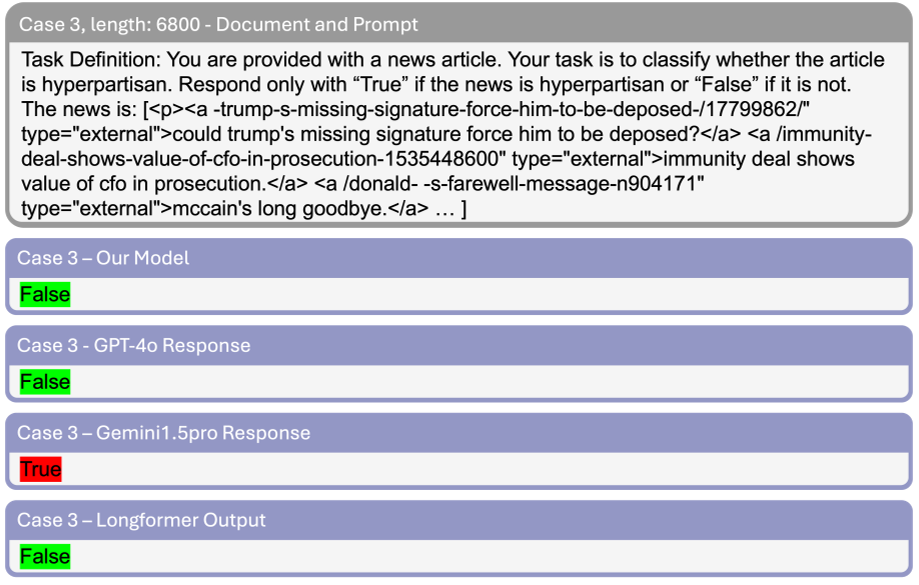 Case 3, length: 6800 - Document and Prompt
Task Definition: You are provided with a news article. Your task is to classify whether the article
is hyperpartisan. Respond only with “True” if the news is hyperpartisan or “False” if it is not.
The news is: [<p><a -trump-s-missing-signature-force-him-to-be-deposed-/17799862/"
type="external">could trump's missing signature force him to be deposed?</a> <a /immunity-
deal-shows-value-of-cfo-in-prosecution-1535448600" type="external">immunity deal shows
value of cfo in prosecution.</a> <a /donald- -s-farewell-message-n904171"
type="external">mccain's long goodbye.</a> … ]
Case 3 – Our Model
False
Case 3 - GPT-4o Response
False
Case 3 – Gemini1.5pro Response
True
Case 3 – Longformer Output
False